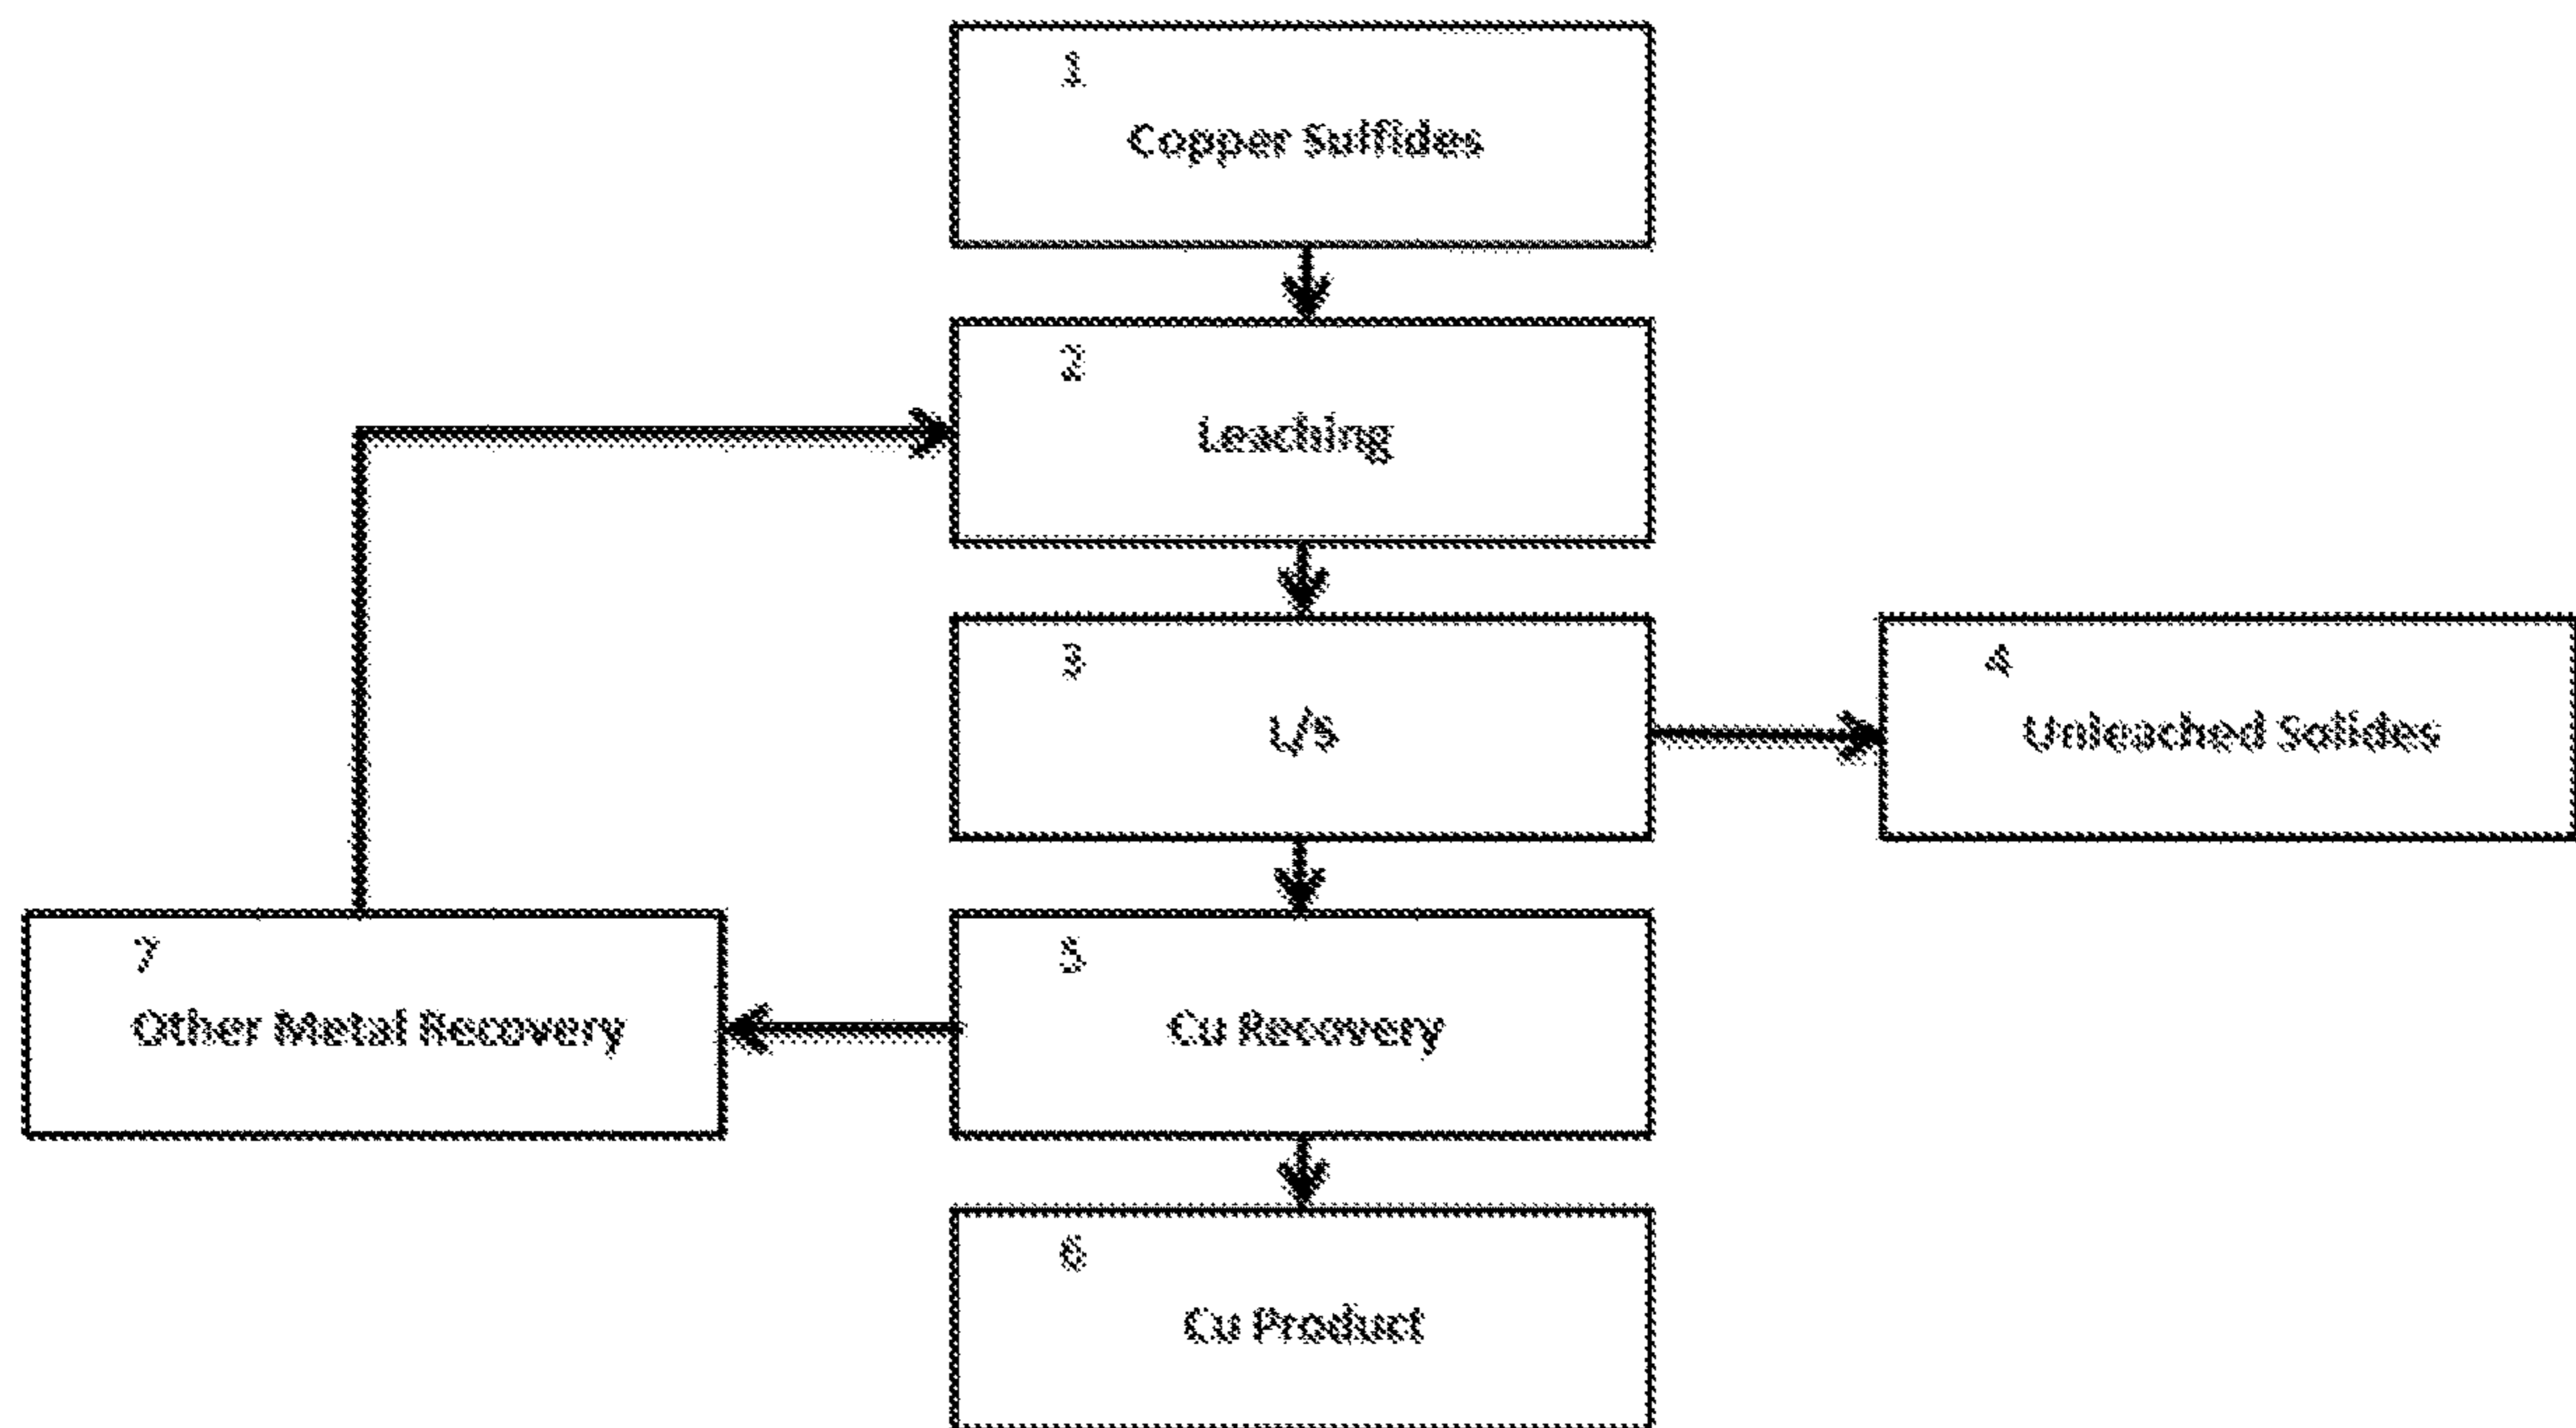 1
Copper Sulfides
2
Leaching
3
L/S
4
Unleached Solides
7
Other Metal Recovery
5
Cu Recovery
6
Cu Product